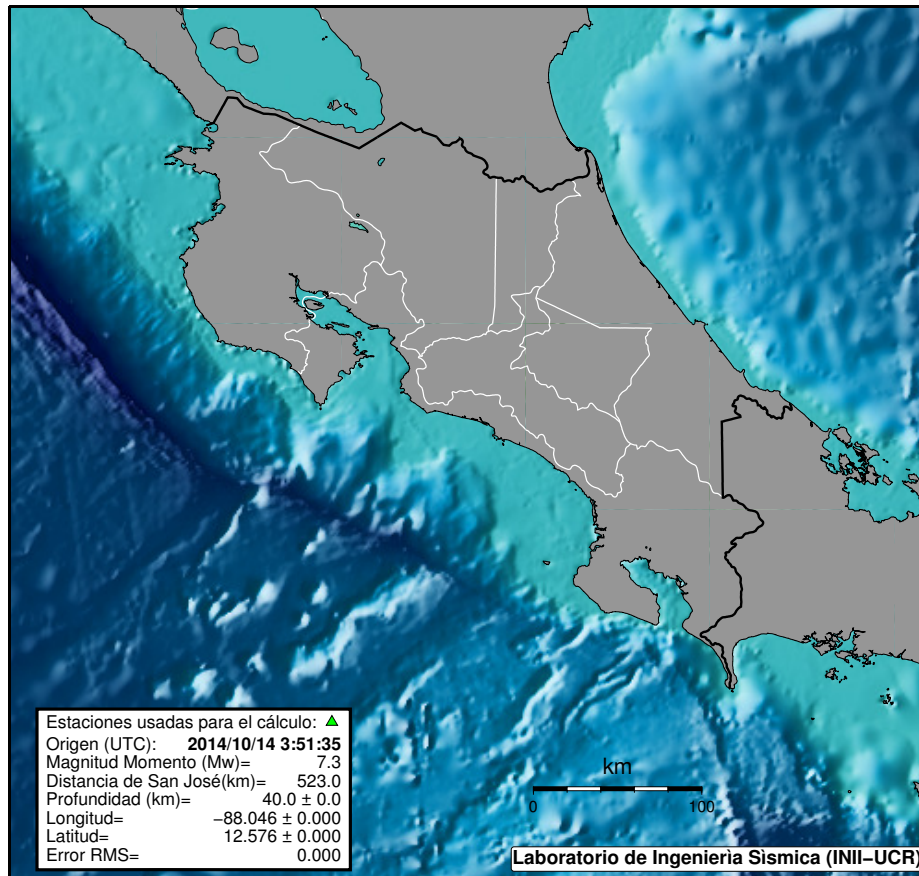 Estaciones usadas para el cálculo:
Origen (UTC): 2014/10/14 3:51:35
Magnitud Momento (Mw)= 7.3
Distancia de San José(km)= 523.0
Profundidad (km)= 40.0 ± 0.0
Longitud= −88.046 ± 0.000
Latitud= 12.576 ± 0.000
Error RMS= 0.000
km
0 100
Laboratorio de Ingenierìa Sìsmica (INII−UCR)